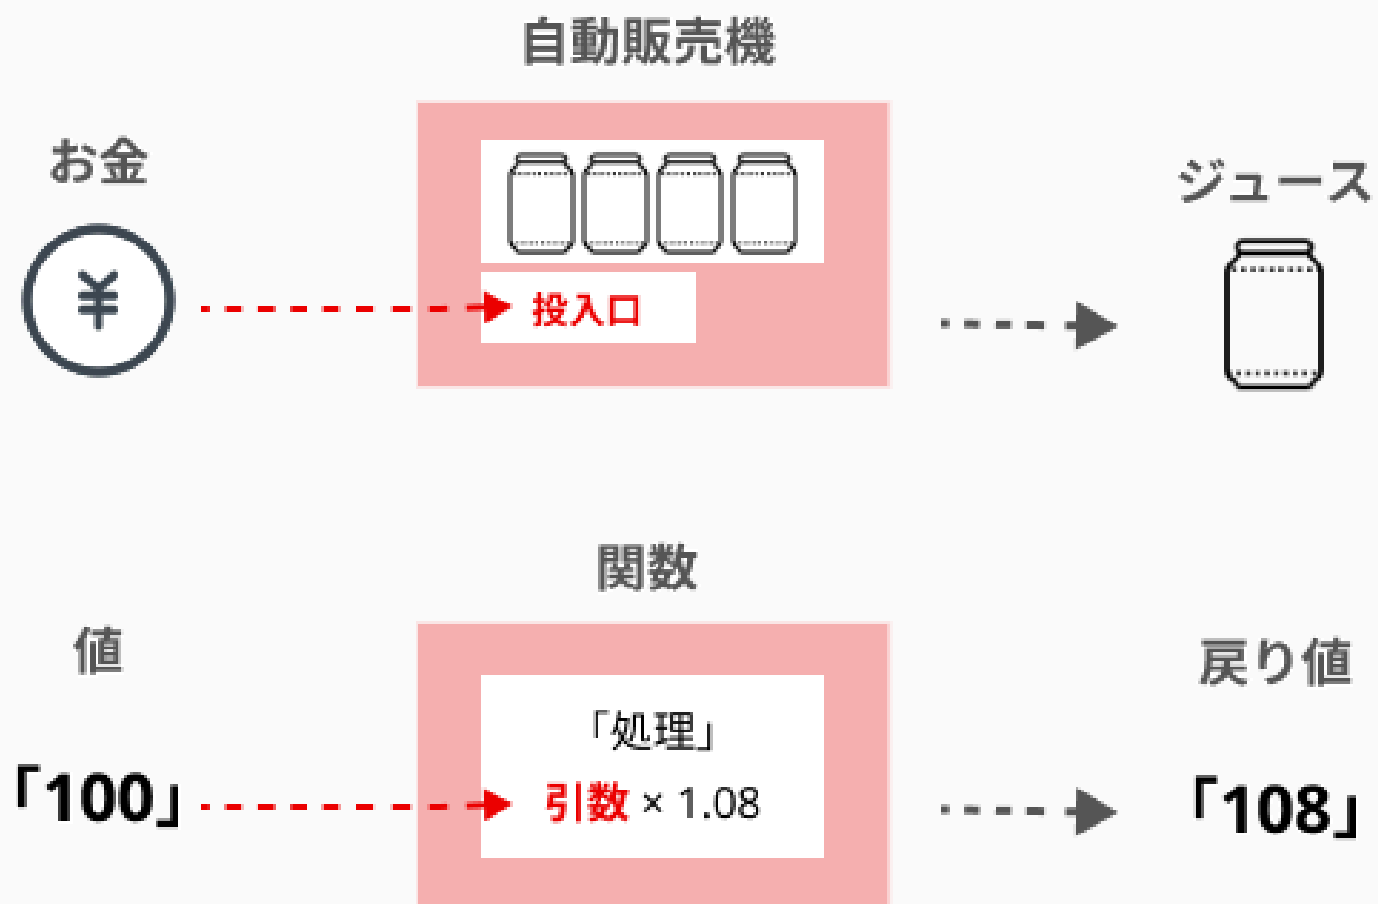 自動販売機
お金
ジュース
¥
投入口
関数
値
戻り値
「処理」
「100」
引数 × 1.08
「108」